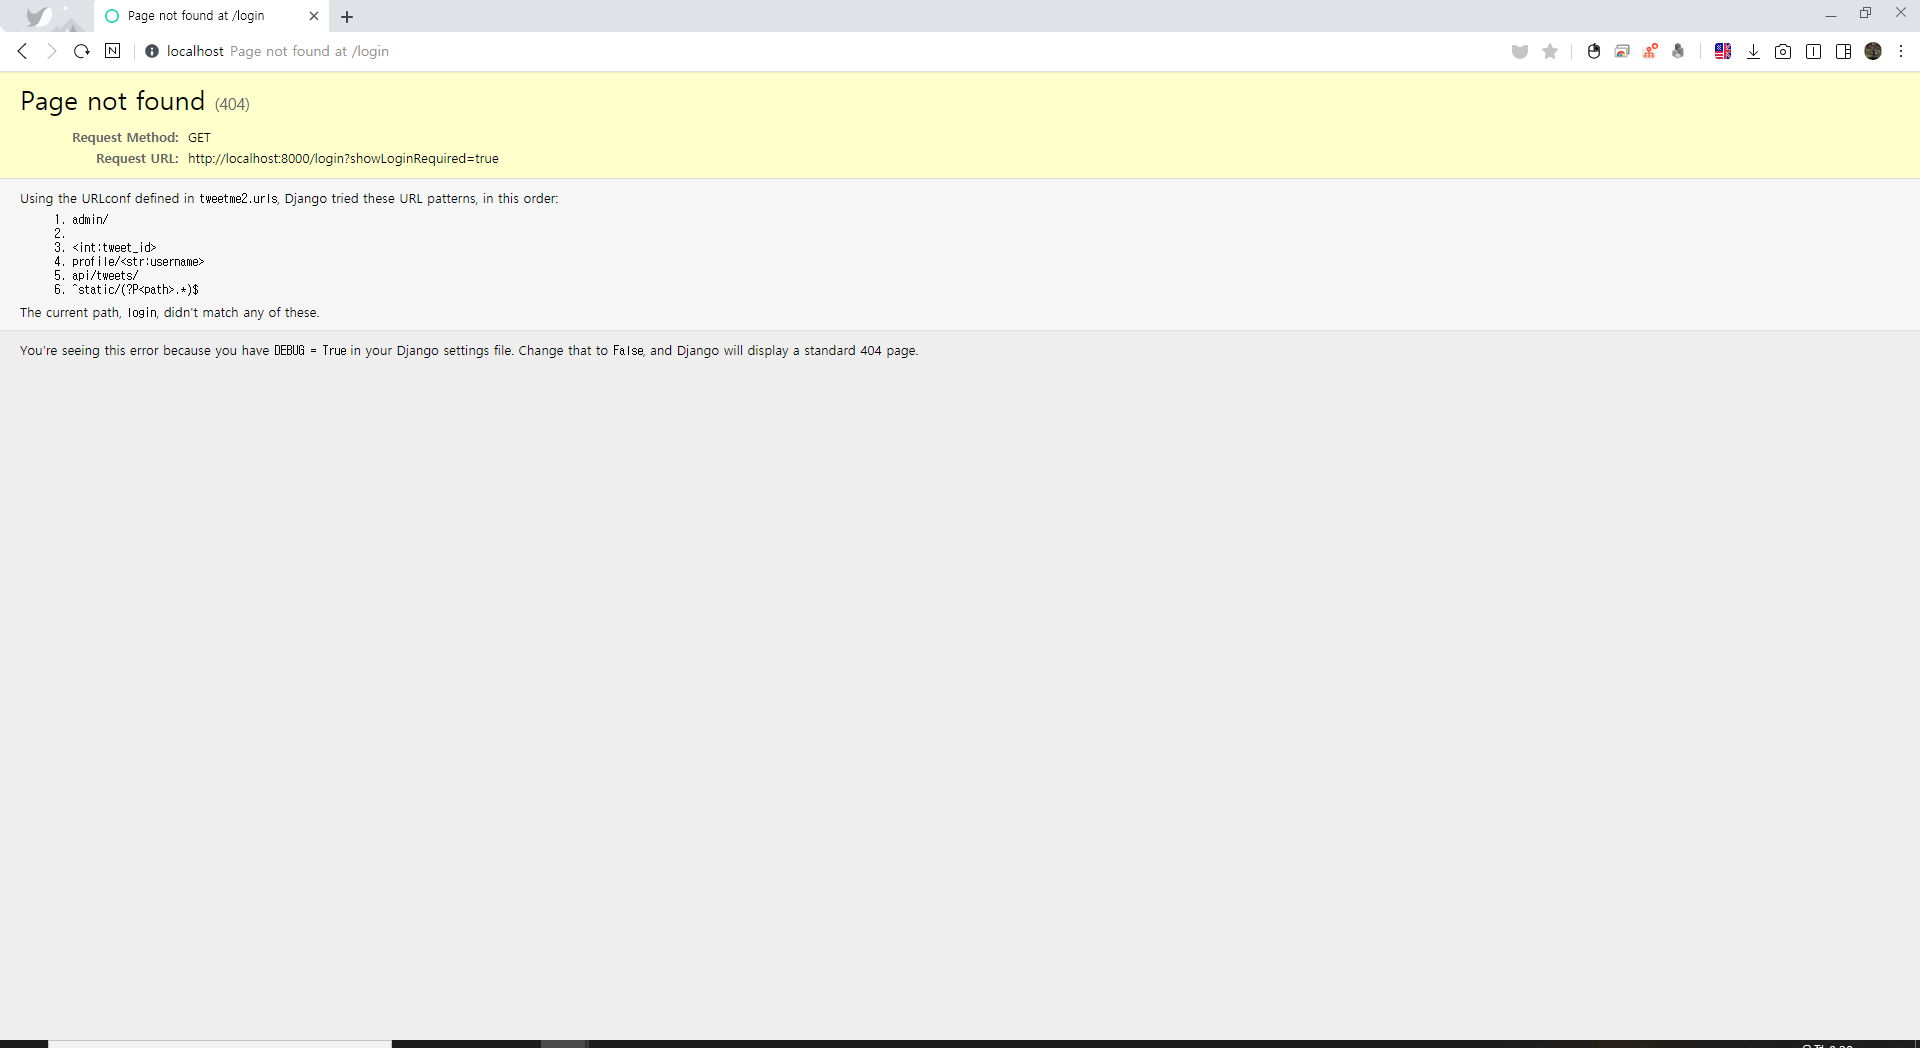 Page not found at /login
N
localhost Page not found at /login
Page not found (404)
Request Method: GET
Request URL: http://localhost:8000/login?showLoginRequired=true
Using the URLconf defined in tweetme2.urls, Django tried these URL patterns, in this order:
1. admin/
2.
3. <int:tweet_id>
4. profile/<str:username>
5. api/tweets/
6. ^static/(?P<path>.*)$
The current path, login, didn't match any of these.
You're seeing this error because you have DEBUG = True in your Django settings file. Change that to False, and Django will display a standard 404 page.